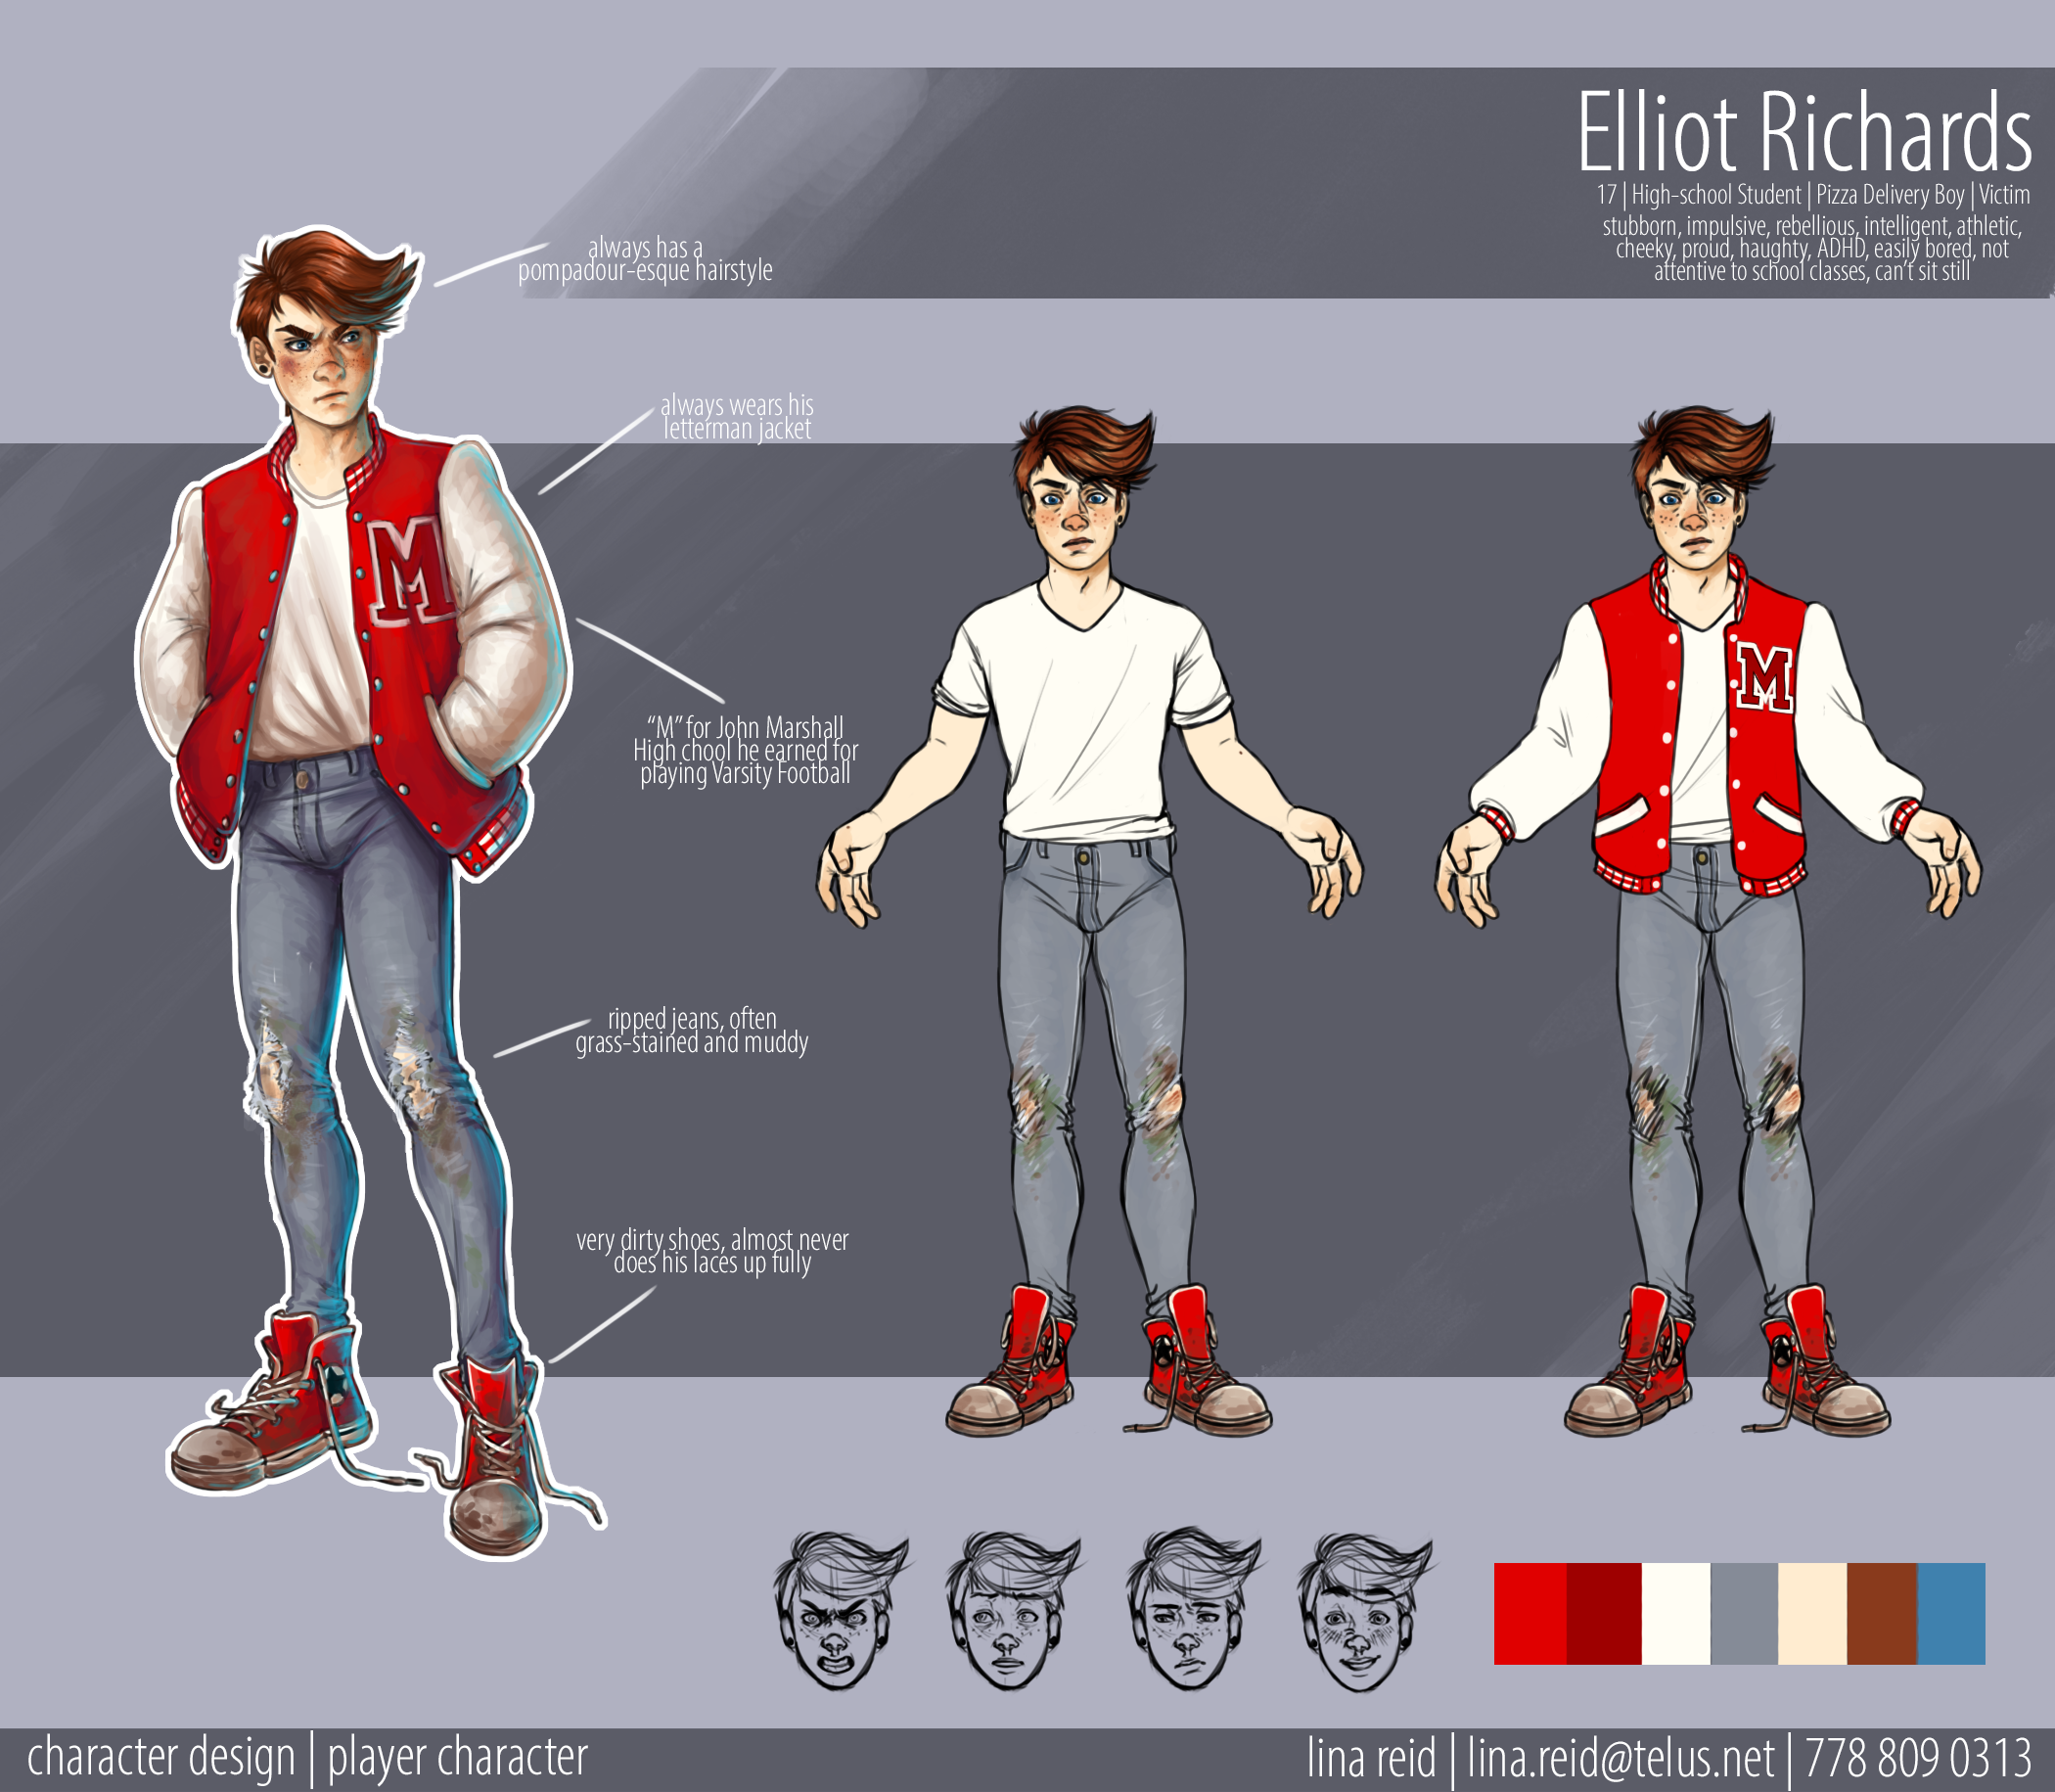 Elliot Richards
17 | High-school Student | Pizza Delivery Boy | Victim
stubborn, impulsive, rebellious, intelligent, athletic,
cheeky, proud, haughty, ADHD, easily bored, not
attentive to school classes, can't sit still
always has a
pompadour-esque hairstyle
always wears his
letterman jacket
M
M
“M” for John Marshall
High chool he earned for
playing Varsity Football
ripped jeans, often
grass-stained and muddy
very dirty shoes, almost never
does his laces up fully
character design | player character
lina reid | lina.reid@telus.net | 778 809 0313